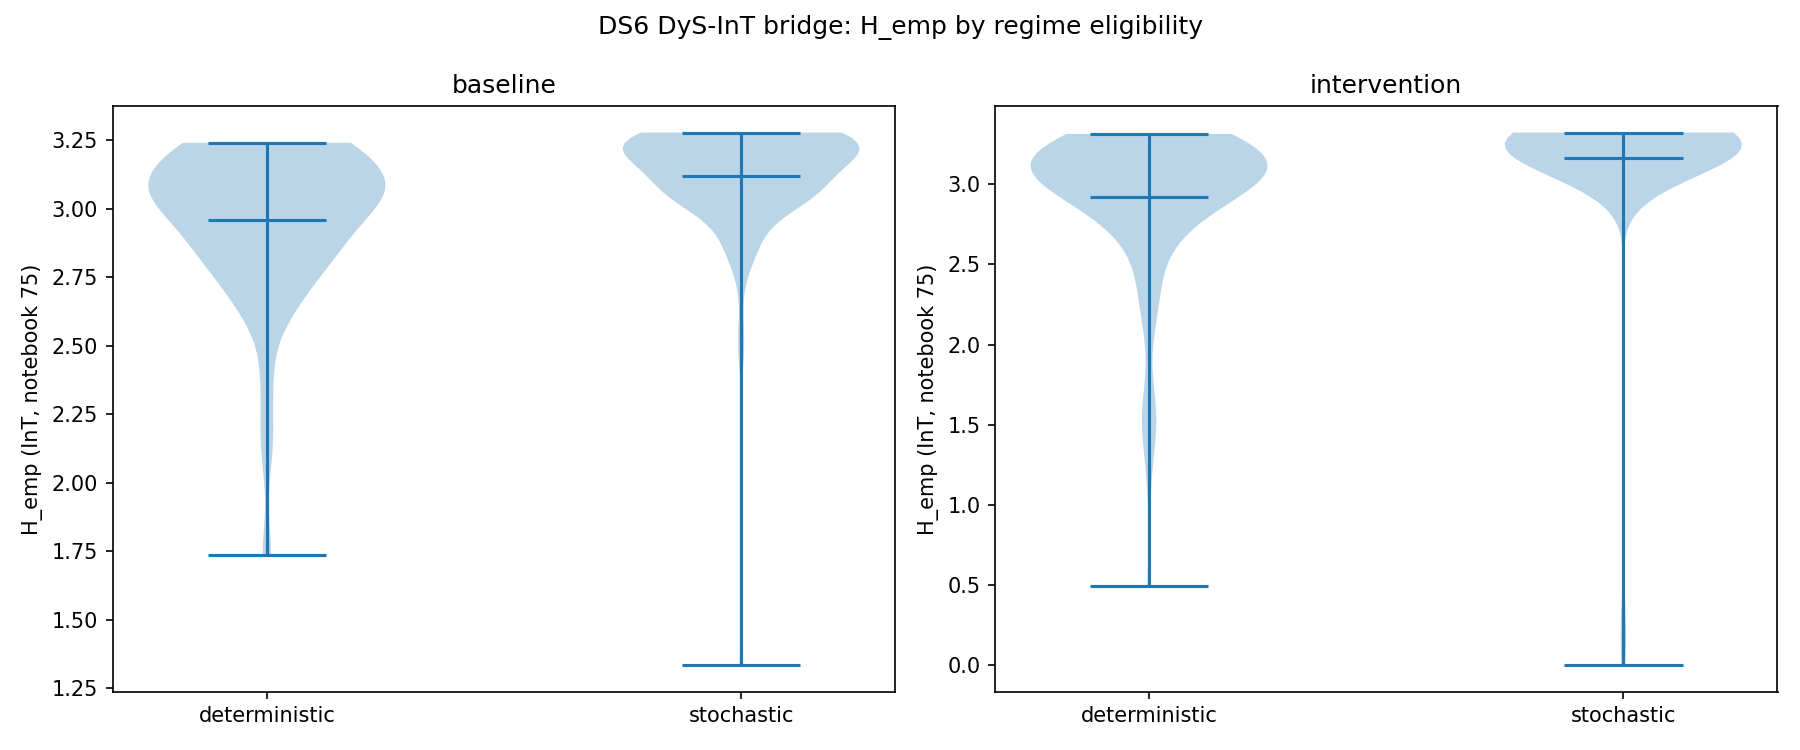 DS6 DyS-InT bridge: H_emp by regime eligibility
baseline
H_emp (InT, notebook 75)
3.25
3.00
2.75
2.50
2.25
2.00
1.75
1.50
1.25
deterministic
stochastic
intervention
H_emp (InT, notebook 75)
3.0
2.5
2.0
1.5
1.0
0.5
0.0
deterministic
stochastic